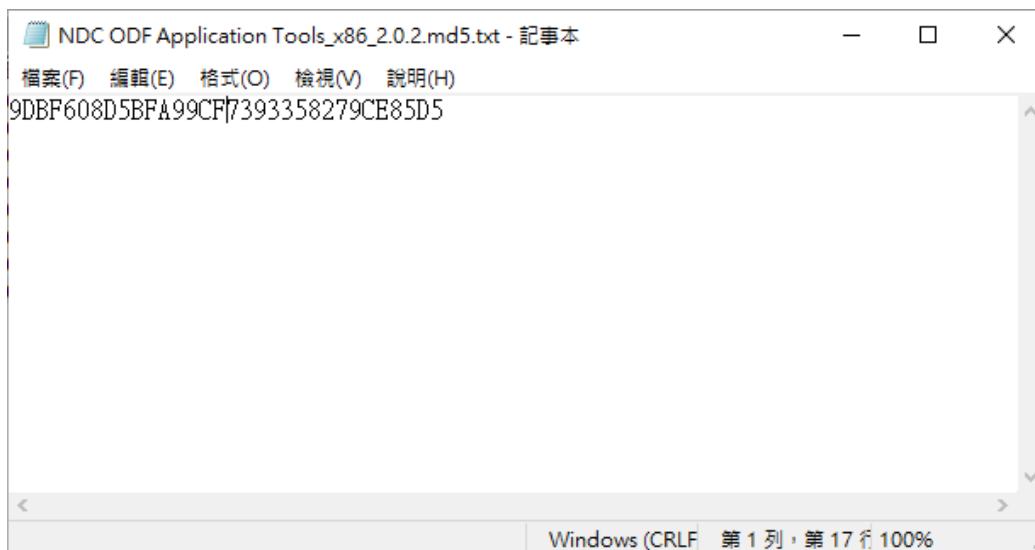 NDC ODF Application Tools_x86_2.0.2.md5.txt - 記事本
檔案(F) 編輯(E) 格式(O) 檢視(V) 說明(H)
9DBF608D5BFA99CF7393358279CE85D5
Windows (CRLF 第 1 列，第 17 行 100%